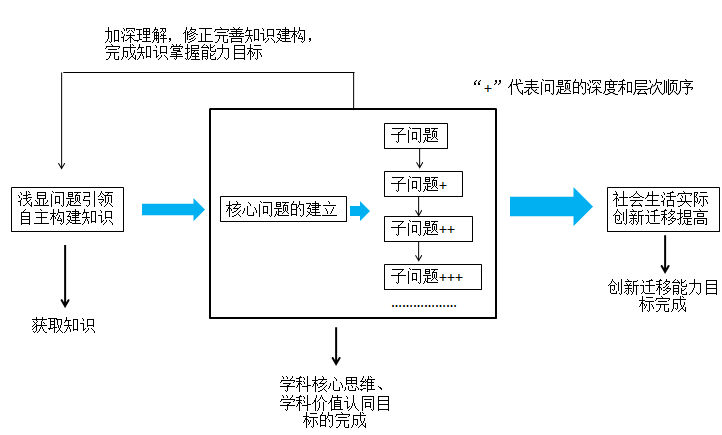 加深理解，修正完善知识建构，
完成知识掌握能力目标
“+”代表问题的深度和层次顺序
子问题
子问题+
子问题++
子问题+++
………………
浅显问题引领
自主构建知识
核心问题的建立
社会生活实际
创新迁移提高
获取知识
创新迁移能力目
标完成
学科核心思维、
学科价值认同目
标的完成